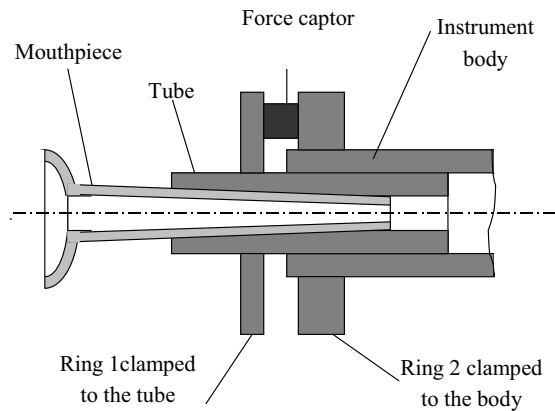 Force captor
Instrument
body
Mouthpiece
Tube
Ring 1clamped
to the tube
Ring 2 clamped
to the body